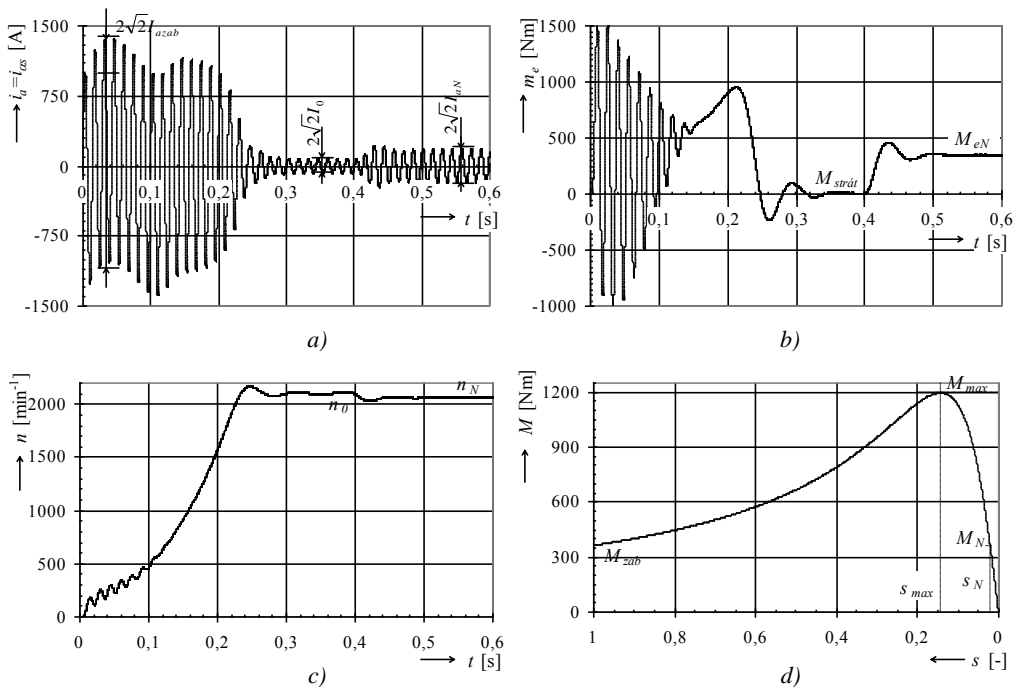 1500
750
0
-750
-1500
i_a=i_αs [A]
2√2I_azab
2√2I_0
2√2I_aN
0
0,1
0,2
0,3
0,4
0,5
0,6
t [s]
a)
1500
1000
500
0
-500
-1000
m_e [Nm]
M_strát
M_eN
0
0,1
0,2
0,3
0,4
0,5
0,6
t [s]
b)
2000
1500
1000
500
0
n [min⁻¹]
n_0
n_N
0
0,1
0,2
0,3
0,4
0,5
0,6
t [s]
c)
1200
900
600
300
0
M [Nm]
M_max
M_N
M_zab
s_max
s_N
1
0,8
0,6
0,4
0,2
0
s [-]
d)